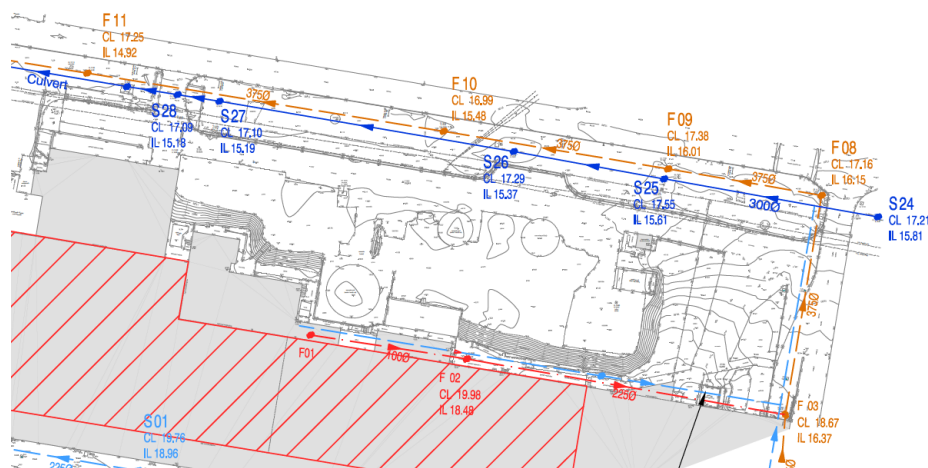 F11
CL 17.25
IL 14.92
Culvert
S28
CL 17.09
IL 15.18
S27
CL 17.10
IL 15.19
375Ø
F10
CL 16.99
IL 15.48
S26
CL 17.29
IL 15.37
375Ø
F09
CL 17.38
IL 16.01
S25
CL 17.55
IL 15.61
375Ø
300Ø
F08
CL 17.16
IL 16.15
S24
CL 17.21
IL 15.81
375Ø
F01
100Ø
F 02
CL 19.98
IL 18.48
225Ø
F 03
CL 18.67
IL 16.37
S01
CL 19.76
IL 18.96
225Ø